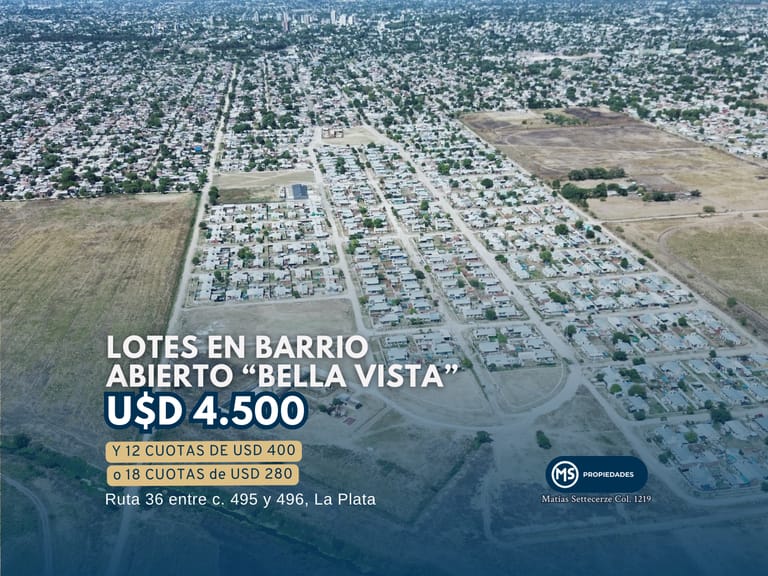 LOTES EN BARRIO
ABIERTO “BELLA VISTA”
U$D 4.500
Y 12 CUOTAS DE USD 400
o 18 CUOTAS de USD 280
Ruta 36 entre c. 495 y 496, La Plata
MS PROPIEDADES
Matías Settecerze Col. 1219